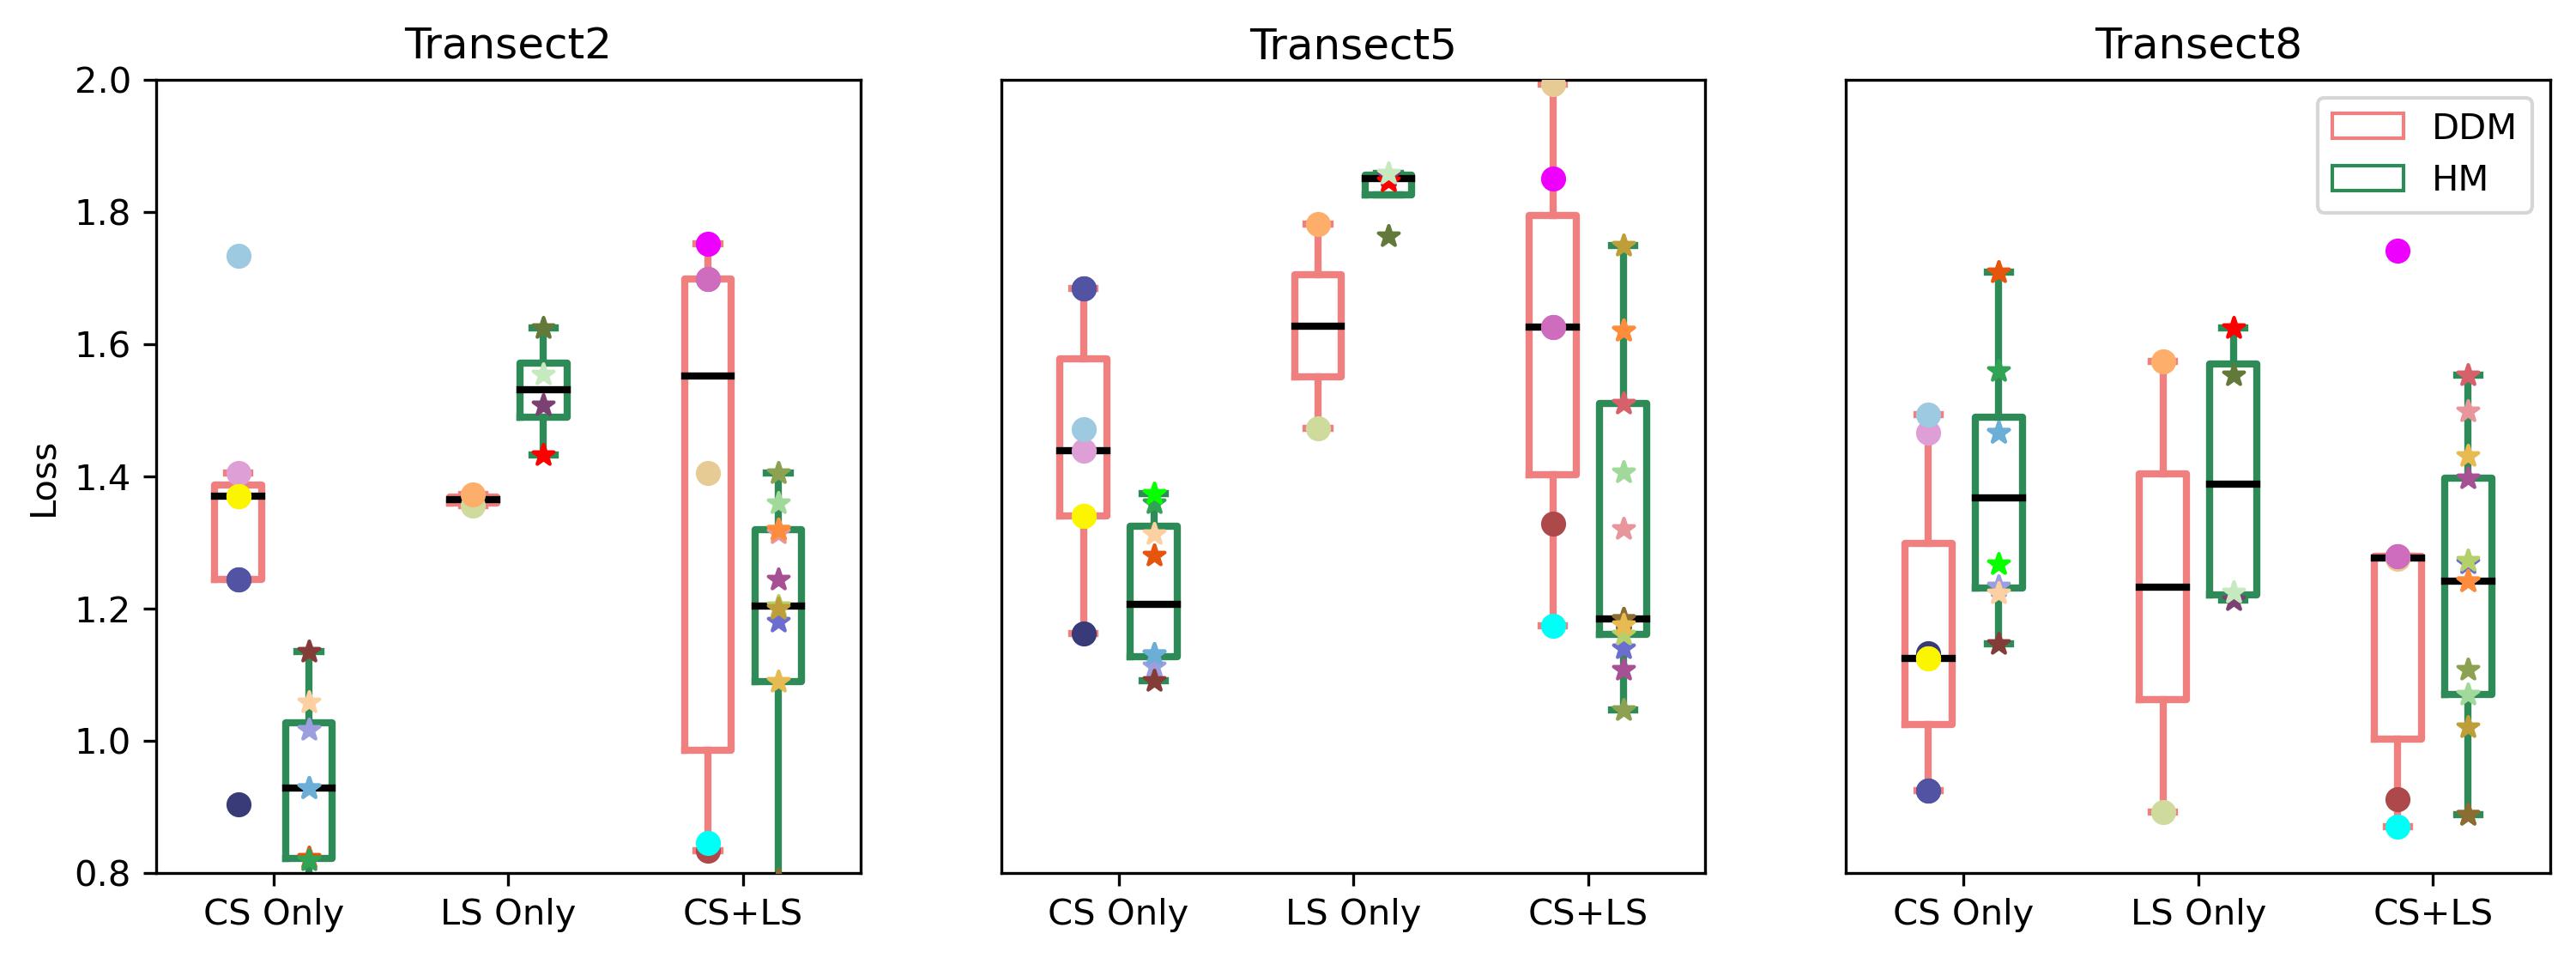 Transect2
Transect5
Transect8
2.0
1.8
1.6
1.4
1.2
1.0
0.8
Loss
DDM
HM
CS Only
LS Only
CS+LS
CS Only
LS Only
CS+LS
CS Only
LS Only
CS+LS